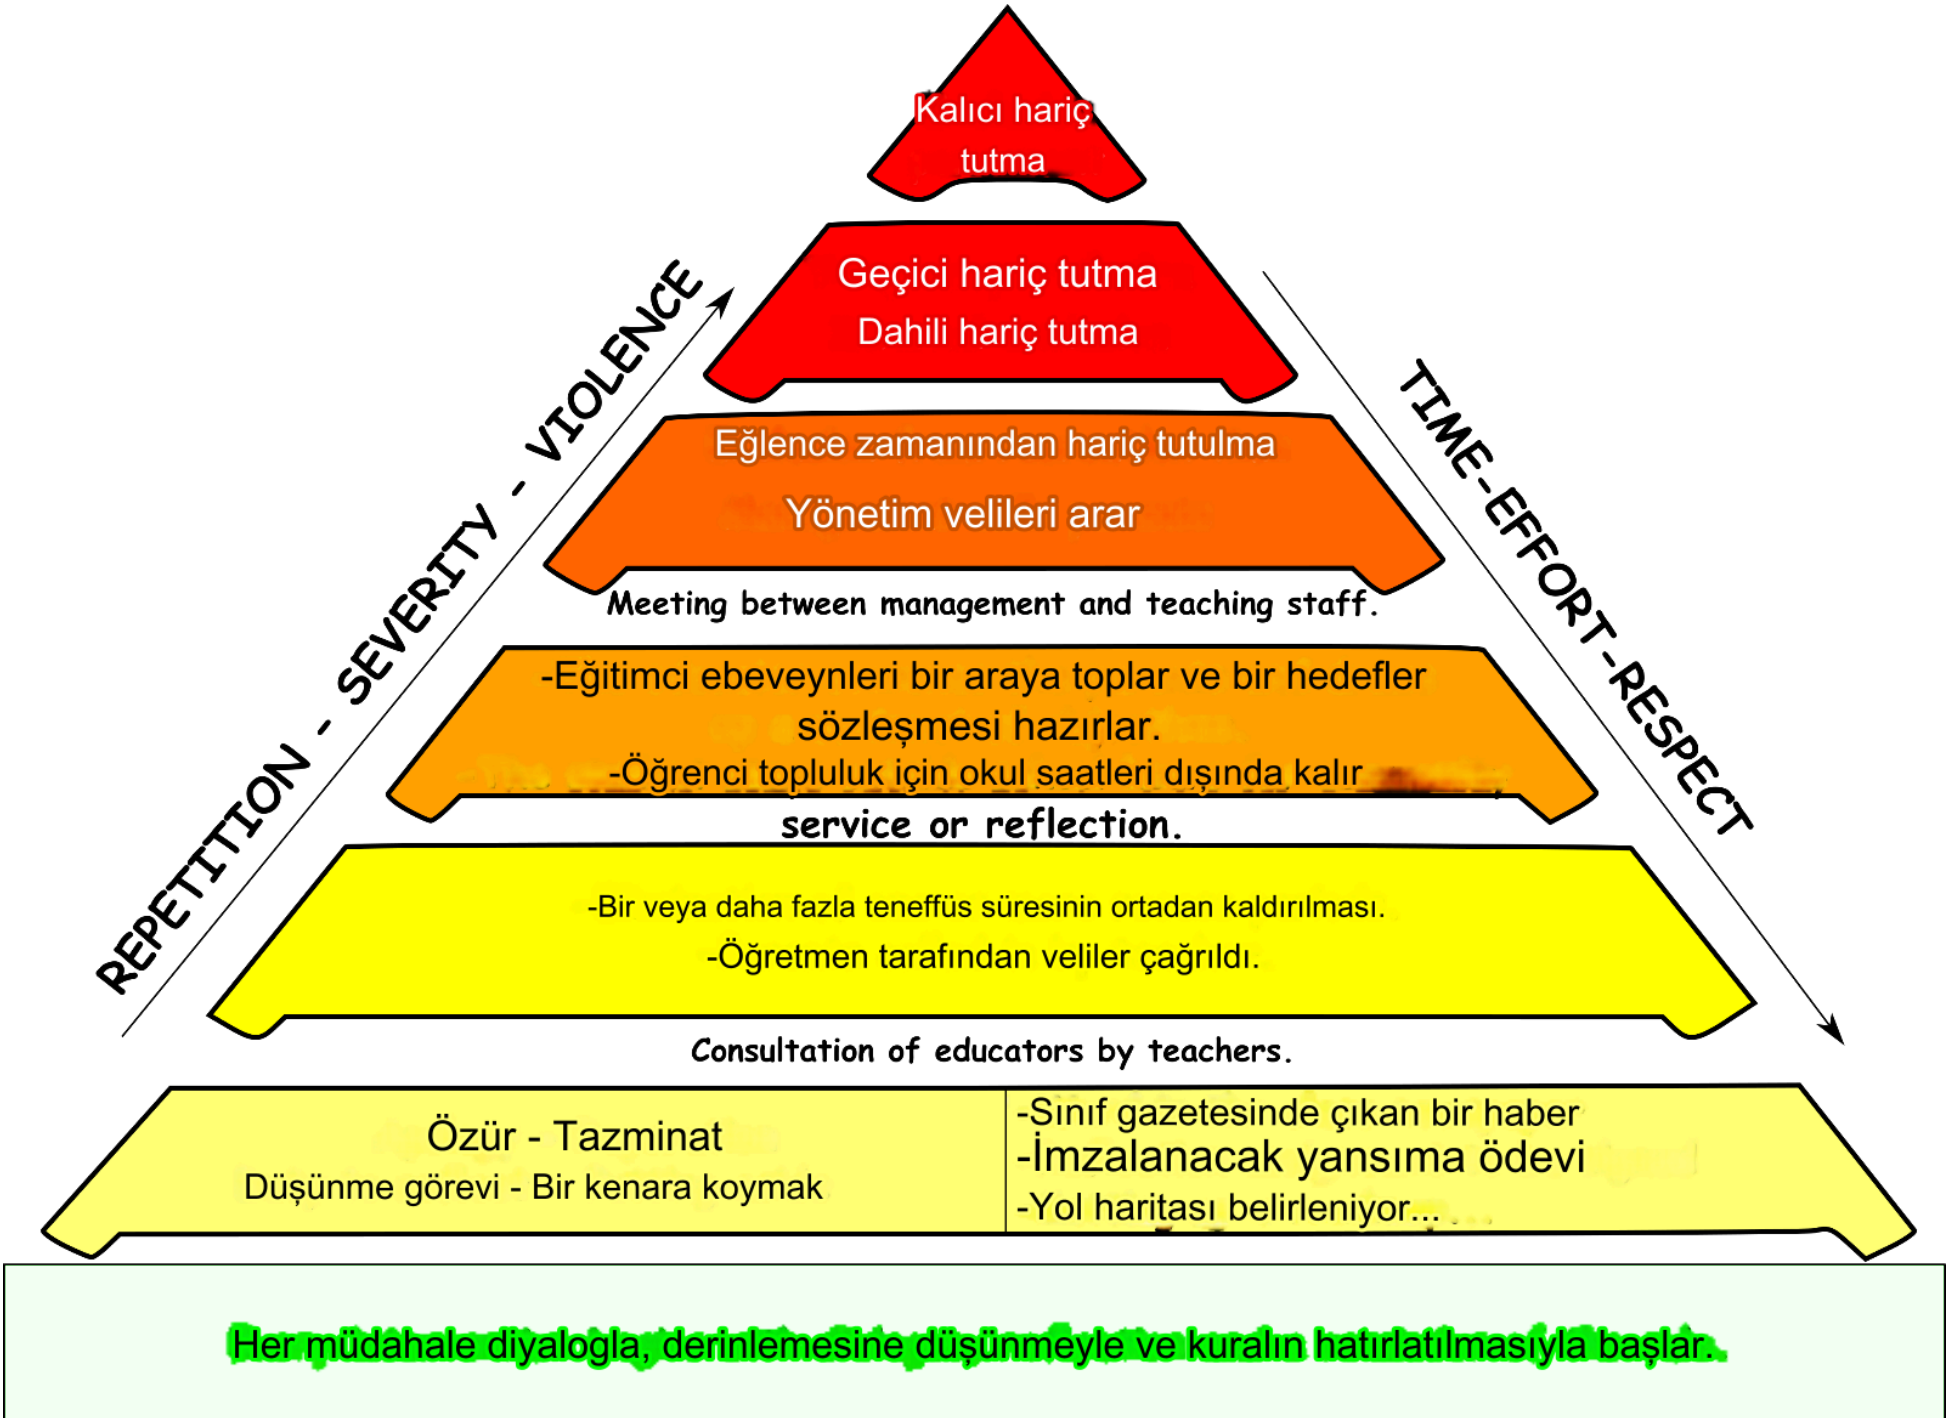 Kalıcı hariç
tutma
Geçici hariç tutma
Dahili hariç tutma
REPETITION - SEVERITY - VIOLENCE
TIME-EFFORT-RESPECT
Eğlence zamanından hariç tutulma
Yönetim velileri arar
Meeting between management and teaching staff.
-Eğitimci ebeveynleri bir araya toplar ve bir hedefler
sözleşmesi hazırlar.
-Öğrenci topluluk için okul saatleri dışında kalır
service or reflection.
-Bir veya daha fazla teneffüs süresinin ortadan kaldırılması.
-Öğretmen tarafından veliler çağrıldı.
Consultation of educators by teachers.
Özür - Tazminat
Düşünme görevi - Bir kenara koymak
-Sınıf gazetesinde çıkan bir haber
-İmzalanacak yansıma ödevi
-Yol haritası belirleniyor...
Her müdahale diyalogla, derinlemesine düşünmeyle ve kuralın hatırlatılmasıyla başlar.